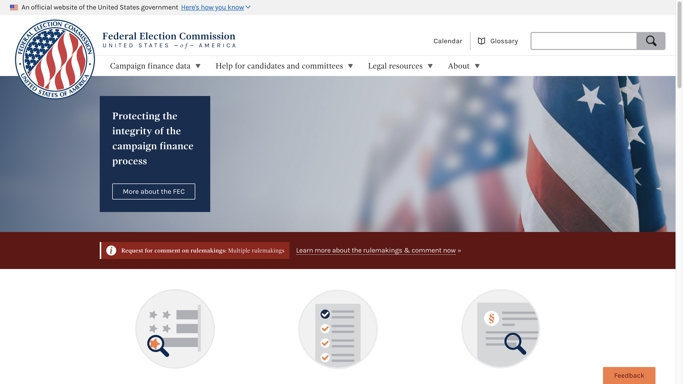 An official website of the United States government Here's how you know
FEDERAL ELECTION COMMISSION
UNITED STATES OF AMERICA
Federal Election Commission
UNITED STATES —of— AMERICA
Calendar
Glossary
Campaign finance data
Help for candidates and committees
Legal resources
About
Protecting the
integrity of the
campaign finance
process
More about the FEC
Request for comment on rulemakings: Multiple rulemakings
Learn more about the rulemakings & comment now »
§
Feedback